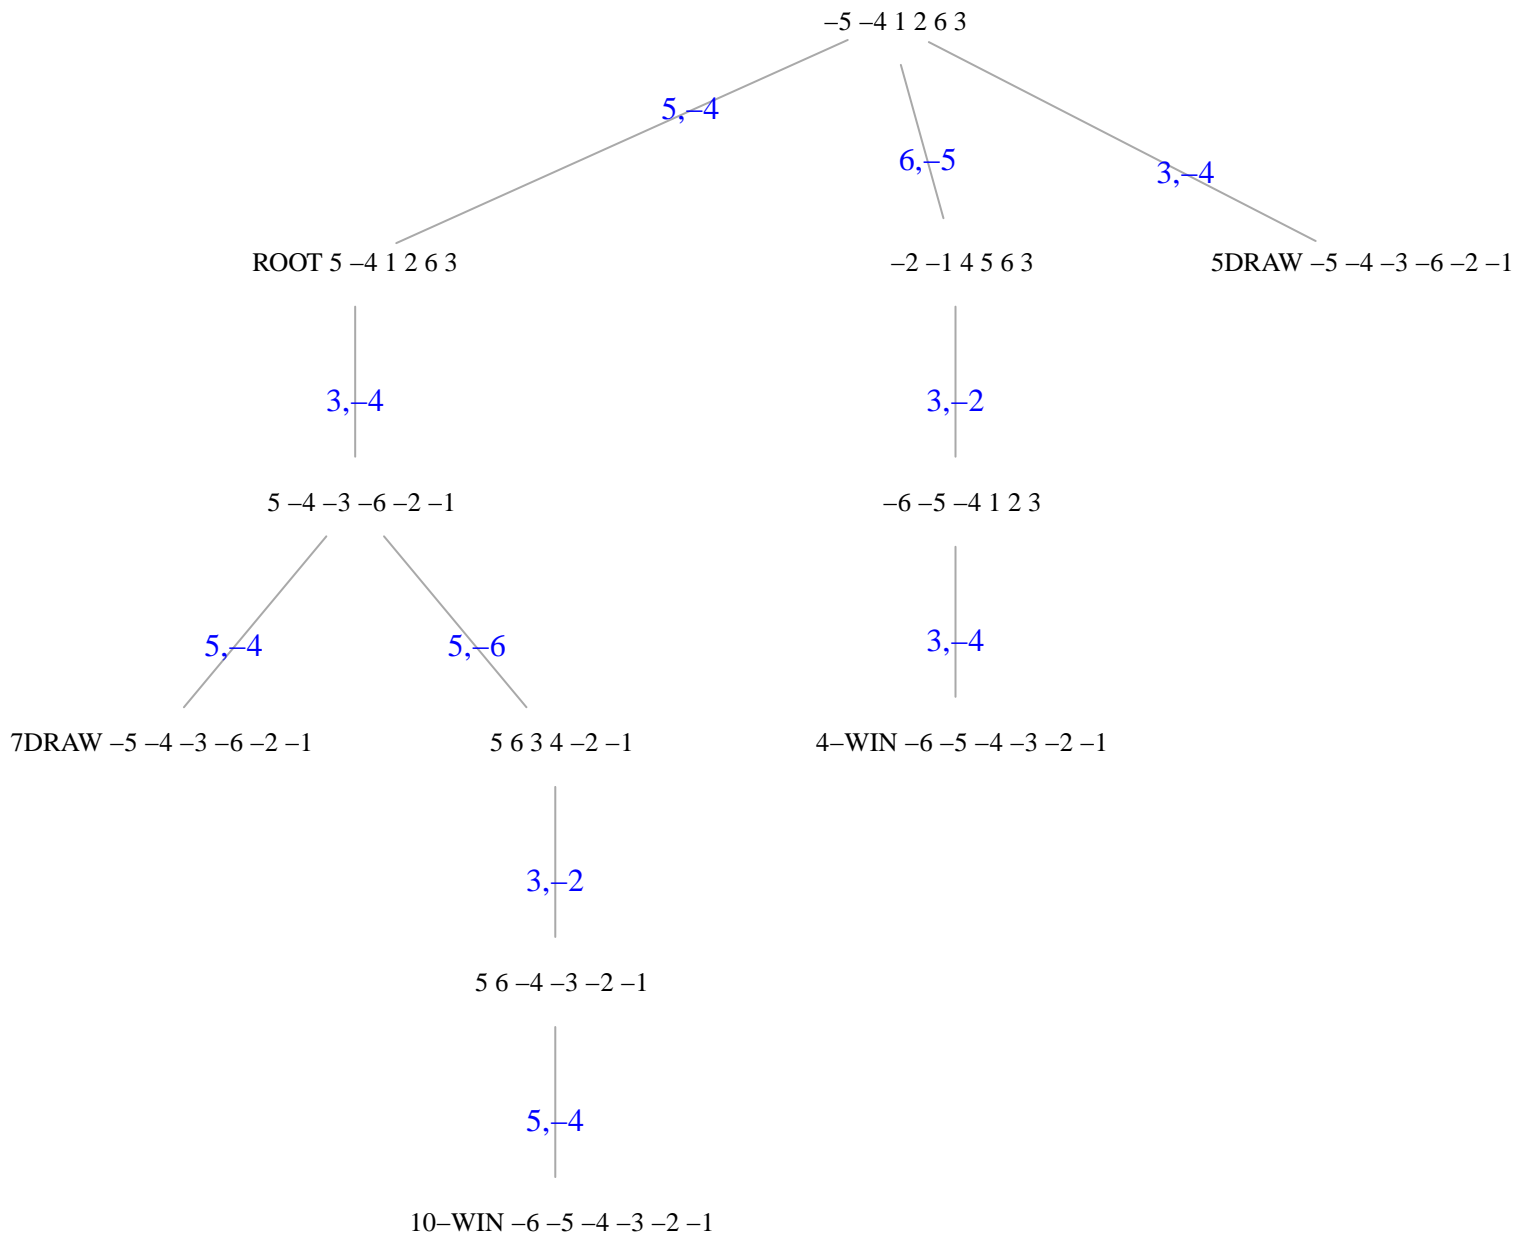 –5 –4 1 2 6 3
5,–4
6,–5
3,–4
ROOT 5 –4 1 2 6 3
–2 –1 4 5 6 3
5DRAW –5 –4 –3 –6 –2 –1
3,–4
3,–2
5 –4 –3 –6 –2 –1
–6 –5 –4 1 2 3
5,–4
5,–6
3,–4
7DRAW –5 –4 –3 –6 –2 –1
5 6 3 4 –2 –1
4–WIN –6 –5 –4 –3 –2 –1
3,–2
5 6 –4 –3 –2 –1
5,–4
10–WIN –6 –5 –4 –3 –2 –1